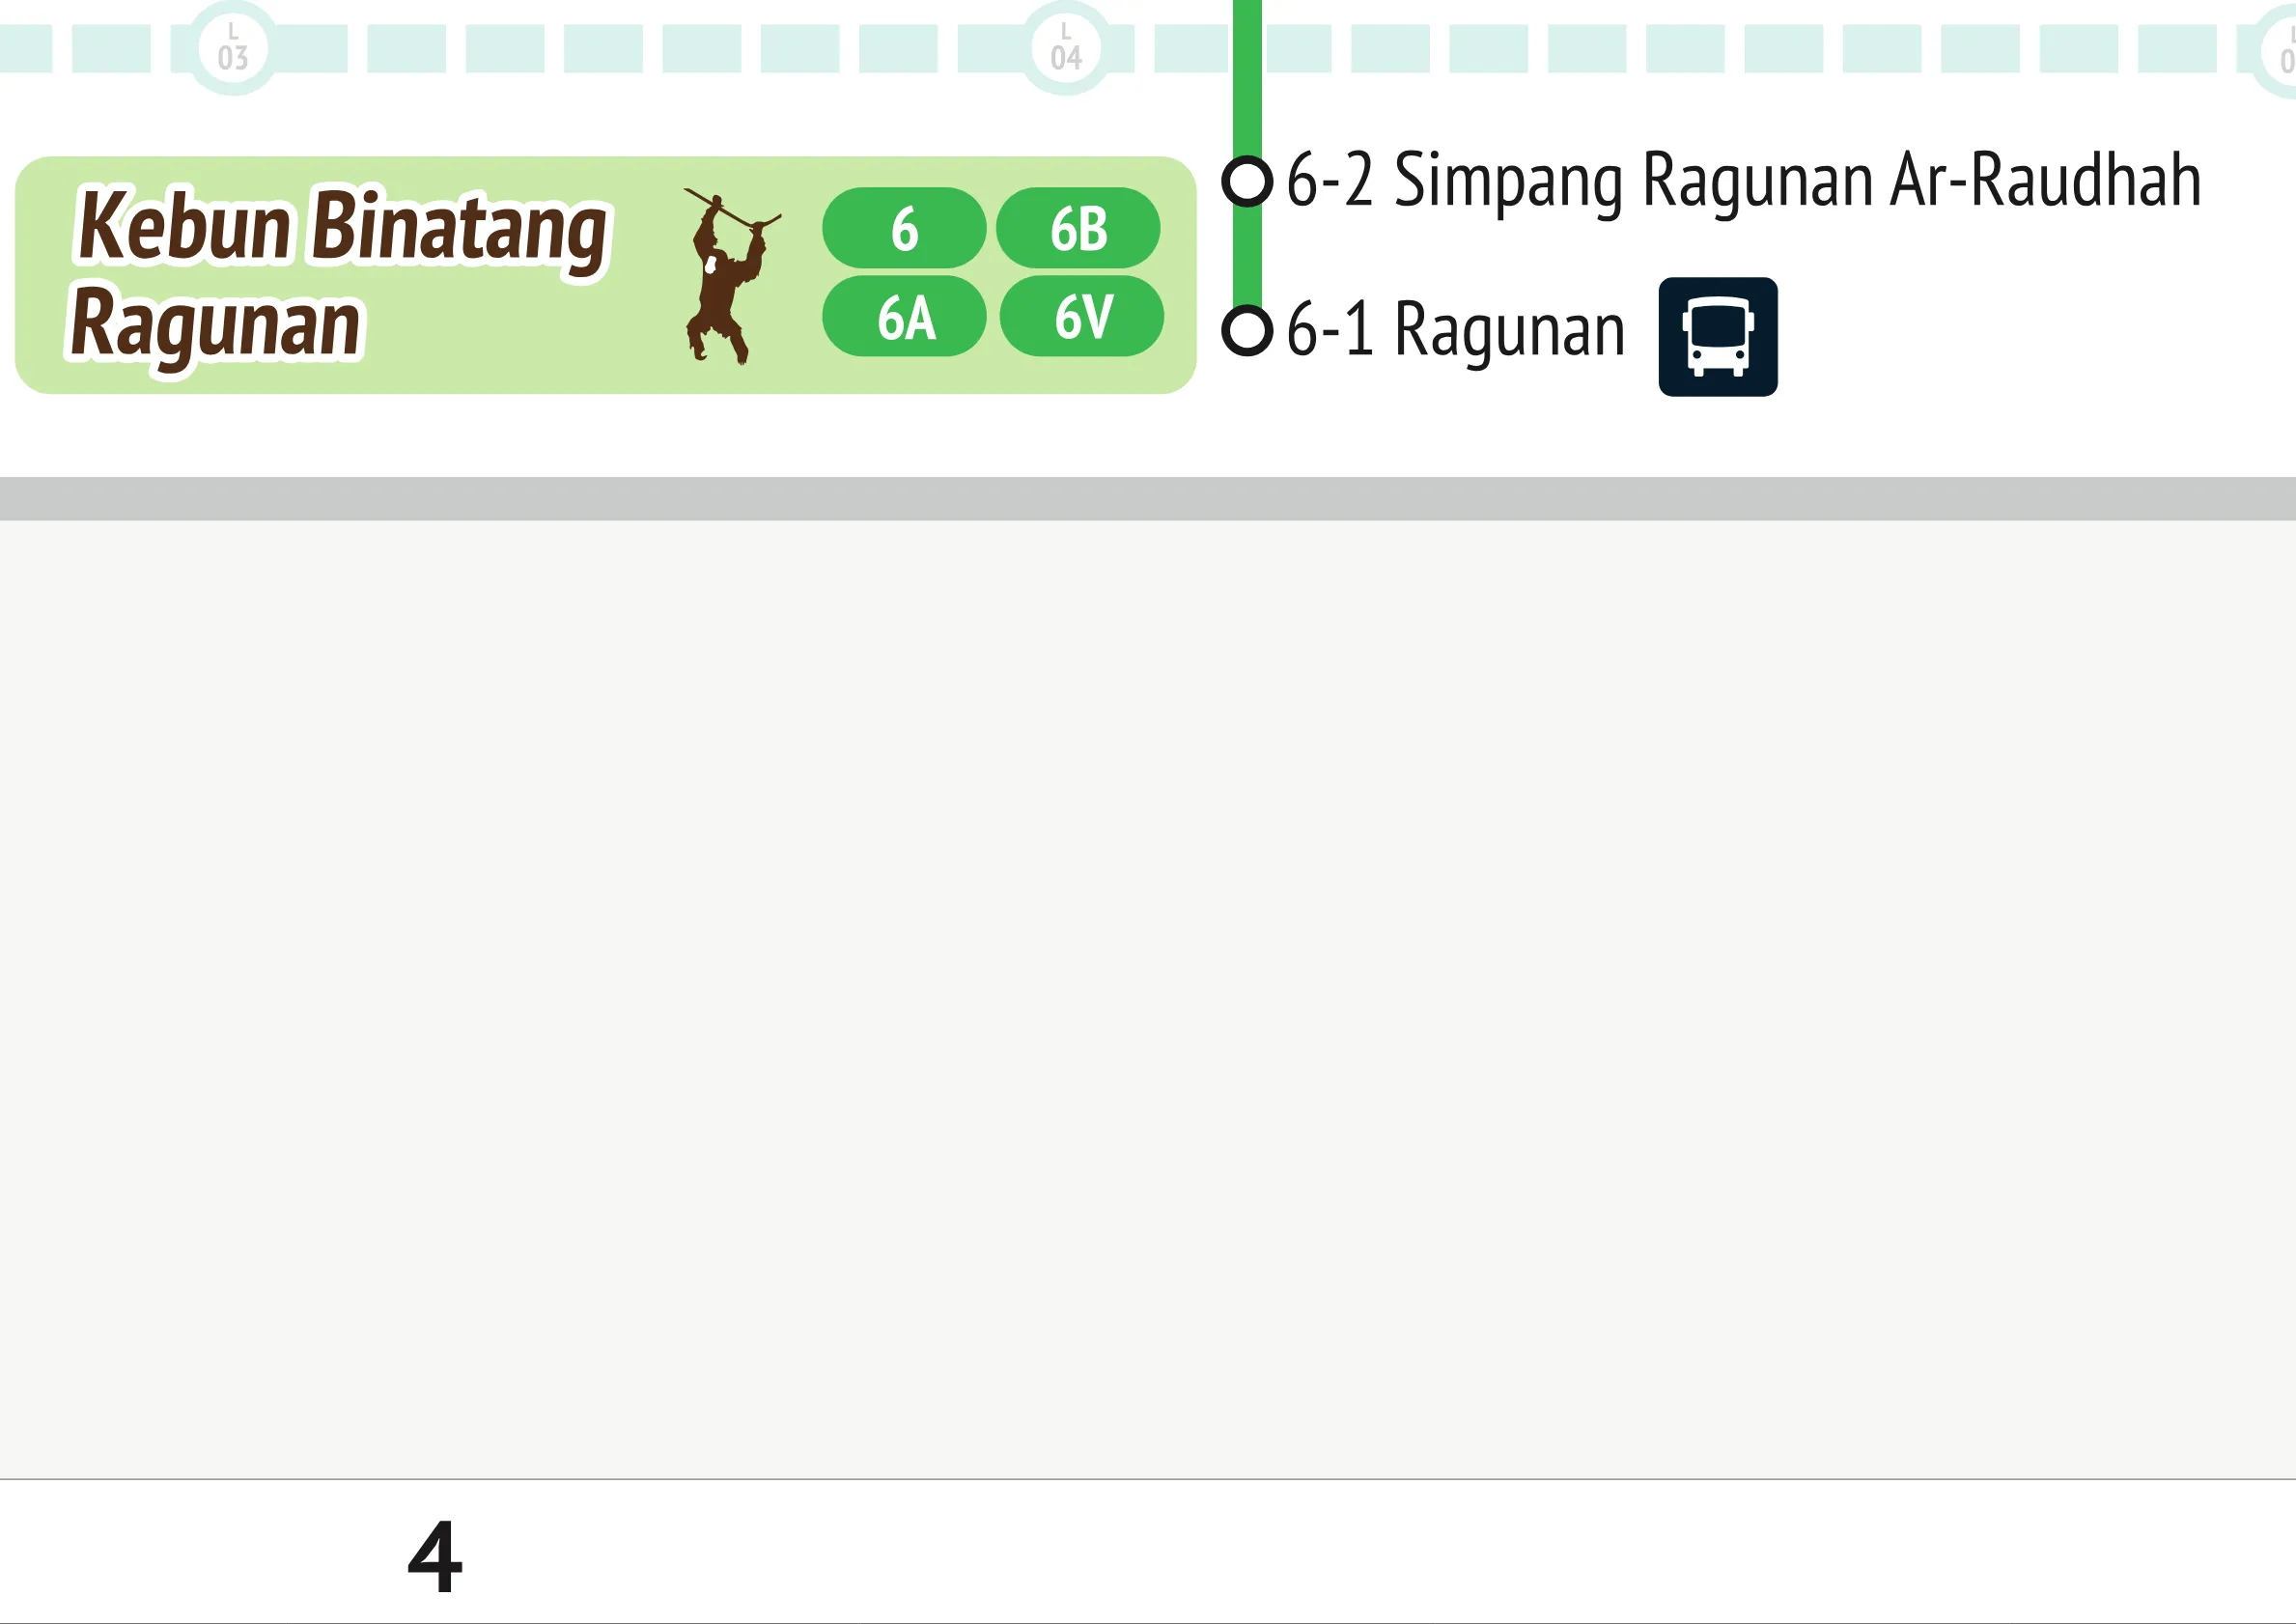 L
03
L
04
L
0
Kebun Binatang
Ragunan
6
6B
6A
6V
6-2 Simpang Ragunan Ar-Raudhah
6-1 Ragunan
4